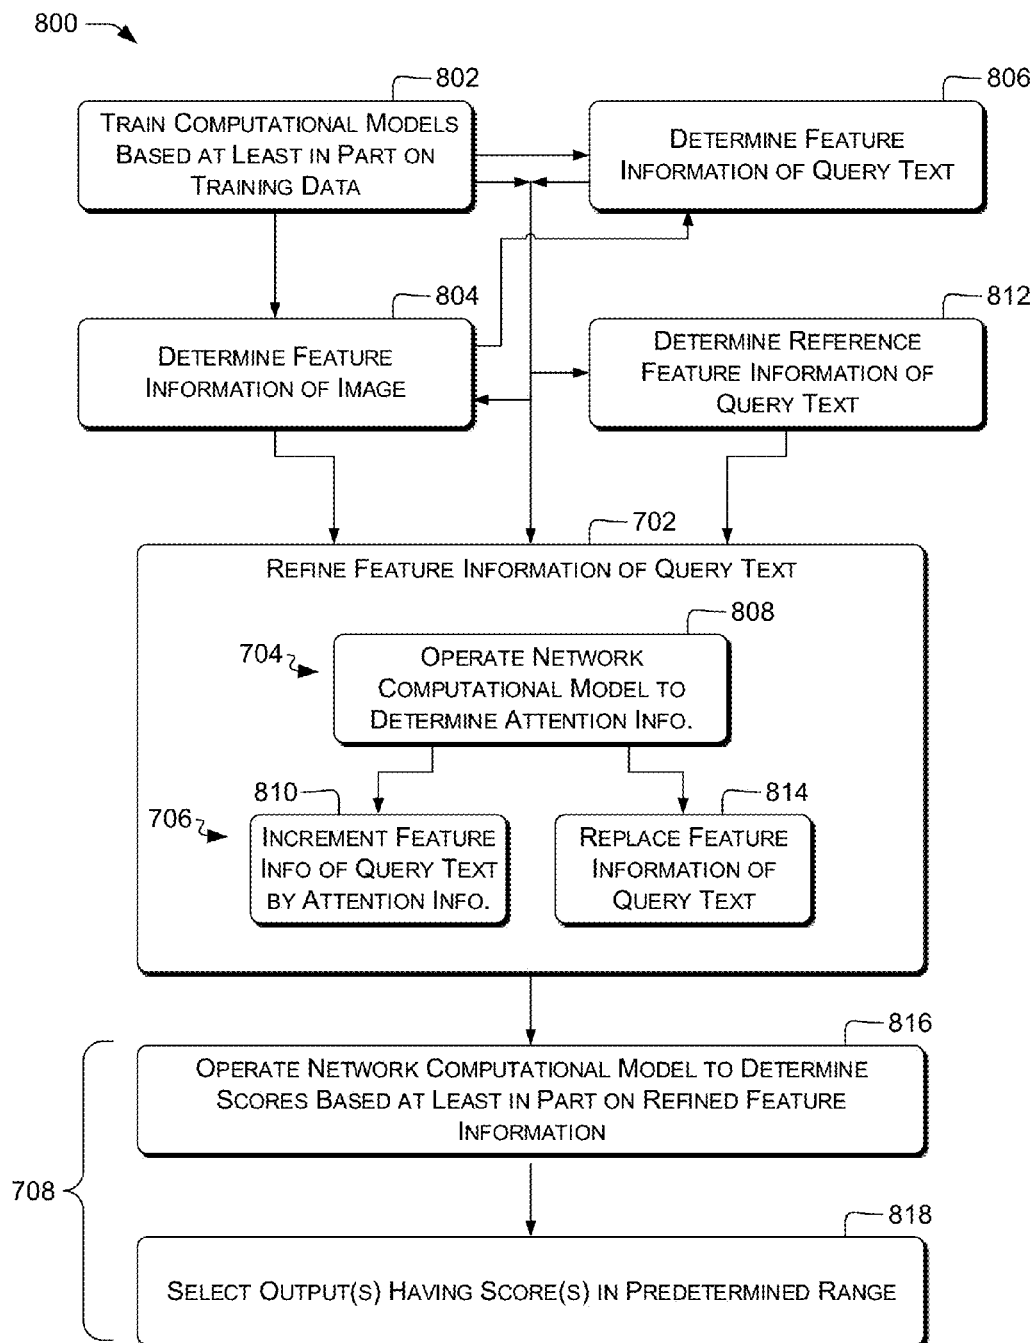 800
802
TRAIN COMPUTATIONAL MODELS
BASED AT LEAST IN PART ON
TRAINING DATA
806
DETERMINE FEATURE
INFORMATION OF QUERY TEXT
804
DETERMINE FEATURE
INFORMATION OF IMAGE
812
DETERMINE REFERENCE
FEATURE INFORMATION OF
QUERY TEXT
702
REFINE FEATURE INFORMATION OF QUERY TEXT
808
704
OPERATE NETWORK
COMPUTATIONAL MODEL TO
DETERMINE ATTENTION INFO.
810
706
INCREMENT FEATURE
INFO OF QUERY TEXT
BY ATTENTION INFO.
814
REPLACE FEATURE
INFORMATION OF
QUERY TEXT
816
OPERATE NETWORK COMPUTATIONAL MODEL TO DETERMINE
SCORES BASED AT LEAST IN PART ON REFINED FEATURE
INFORMATION
708
818
SELECT OUTPUT(S) HAVING SCORE(S) IN PREDETERMINED RANGE